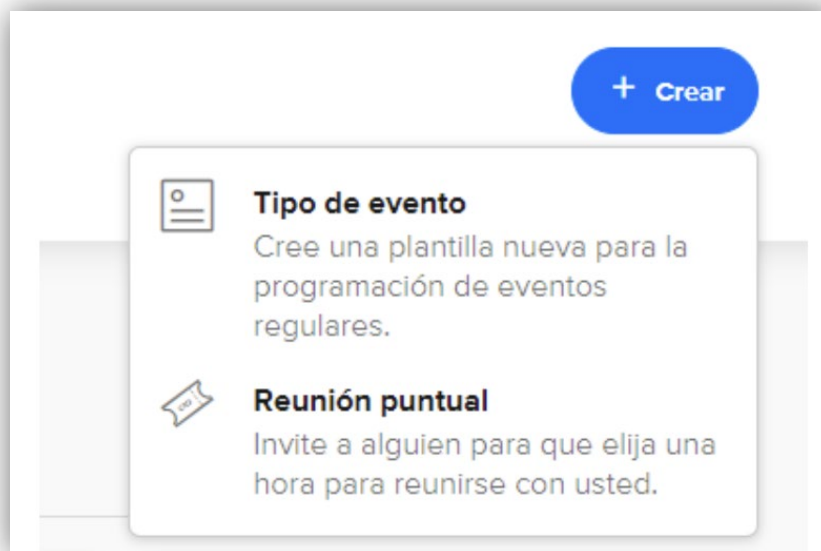 + Crear
Tipo de evento
Cree una plantilla nueva para la
programación de eventos
regulares.
Reunión puntual
Invite a alguien para que elija una
hora para reunirse con usted.